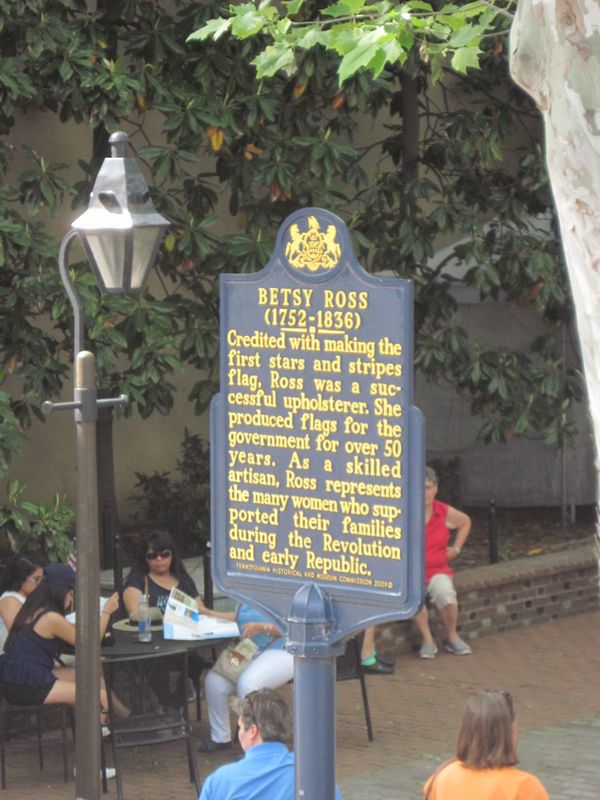 BETSY ROSS
(1752-1836)
Credited with making the
first stars and stripes
flag, Ross was a suc-
cessful upholsterer. She
produced flags for the
government for over 50
years. As a skilled
artisan, Ross represents
the many women who sup-
ported their families
during the Revolution
and early Republic.
PENNSYLVANIA HISTORICAL AND MUSEUM COMMISSION 2009©